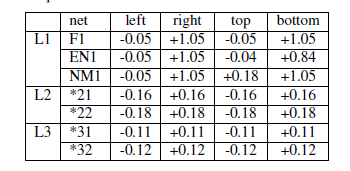 net left right top bottom
L1 F1 -0.05 +1.05 -0.05 +1.05
EN1 -0.05 +1.05 -0.04 +0.84
NM1 -0.05 +1.05 +0.18 +1.05
L2 *21 -0.16 +0.16 -0.16 +0.16
*22 -0.18 +0.18 -0.18 +0.18
L3 *31 -0.11 +0.11 -0.11 +0.11
*32 -0.12 +0.12 -0.12 +0.12